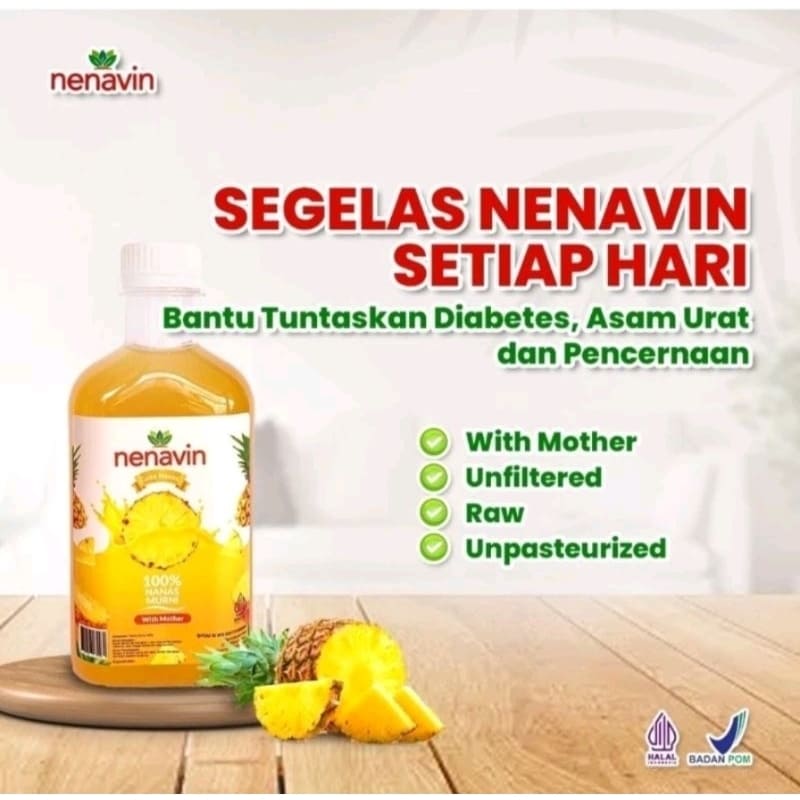 nenavin
SEGELAS NENAVIN
SETIAP HARI
Bantu Tuntaskan Diabetes, Asam Urat
dan Pencernaan
With Mother
Unfiltered
Raw
Unpasteurized
nenavin
100%
NANAS
MURNI
With Mother
HALAL
INDONESIA
BADAN POM